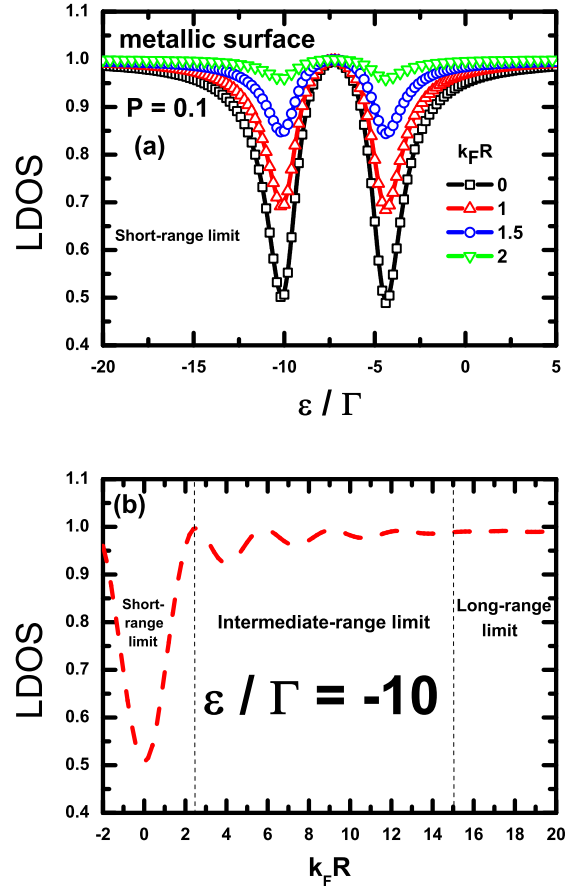 1.1
metallic surface
1.0
0.9
P = 0.1
(a)
k_FR
0.8
0
1
0.7
1.5
Short-range limit
2
0.6
0.5
0.4
LDOS
-20 -15 -10 -5 0 5
ε / Γ
1.1
(b)
1.0
0.9
0.8
Short-
range
limit
Intermediate-range limit
Long-range
limit
0.7
ε / Γ = -10
0.6
0.5
0.4
LDOS
-2 0 2 4 6 8 10 12 14 16 18 20
k_FR